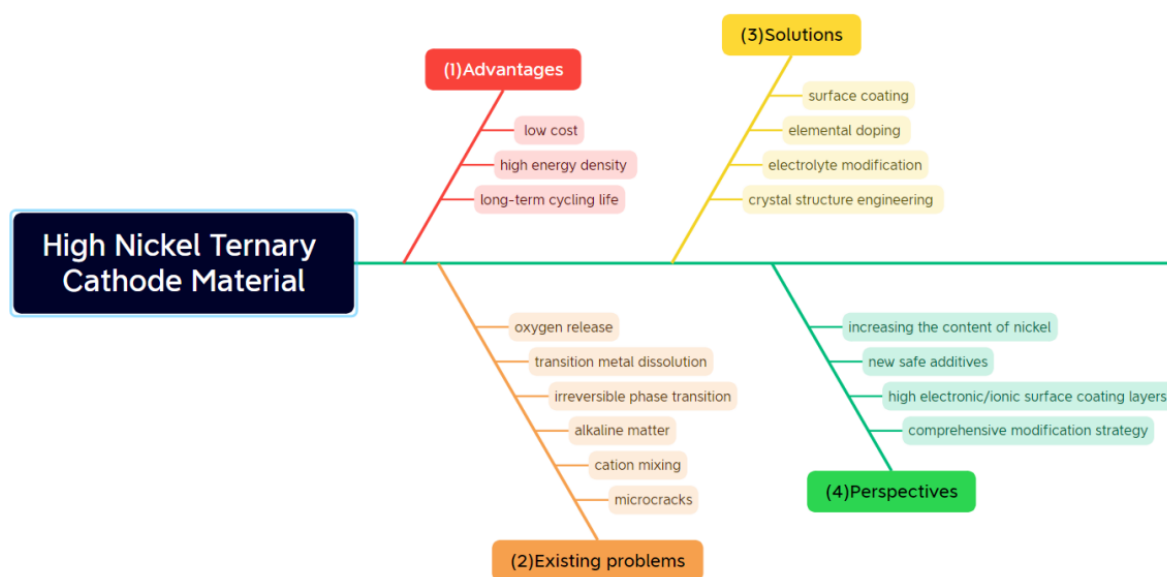 High Nickel Ternary
Cathode Material
(1)Advantages
low cost
high energy density
long-term cycling life
(2)Existing problems
oxygen release
transition metal dissolution
irreversible phase transition
alkaline matter
cation mixing
microcracks
(3)Solutions
surface coating
elemental doping
electrolyte modification
crystal structure engineering
(4)Perspectives
increasing the content of nickel
new safe additives
high electronic/ionic surface coating layers
comprehensive modification strategy